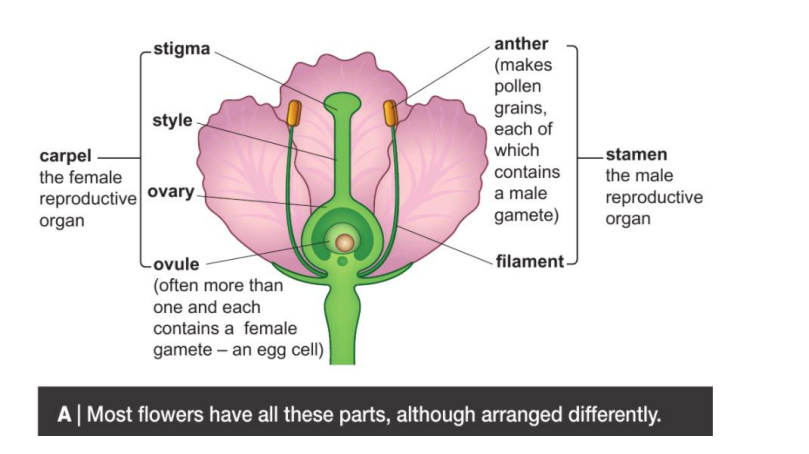 stigma
style
carpel
the female
reproductive
organ
ovary
ovule
(often more than
one and each
contains a female
gamete – an egg cell)
anther
(makes
pollen
grains,
each of
which
contains
a male
gamete)
filament
stamen
the male
reproductive
organ
A | Most flowers have all these parts, although arranged differently.